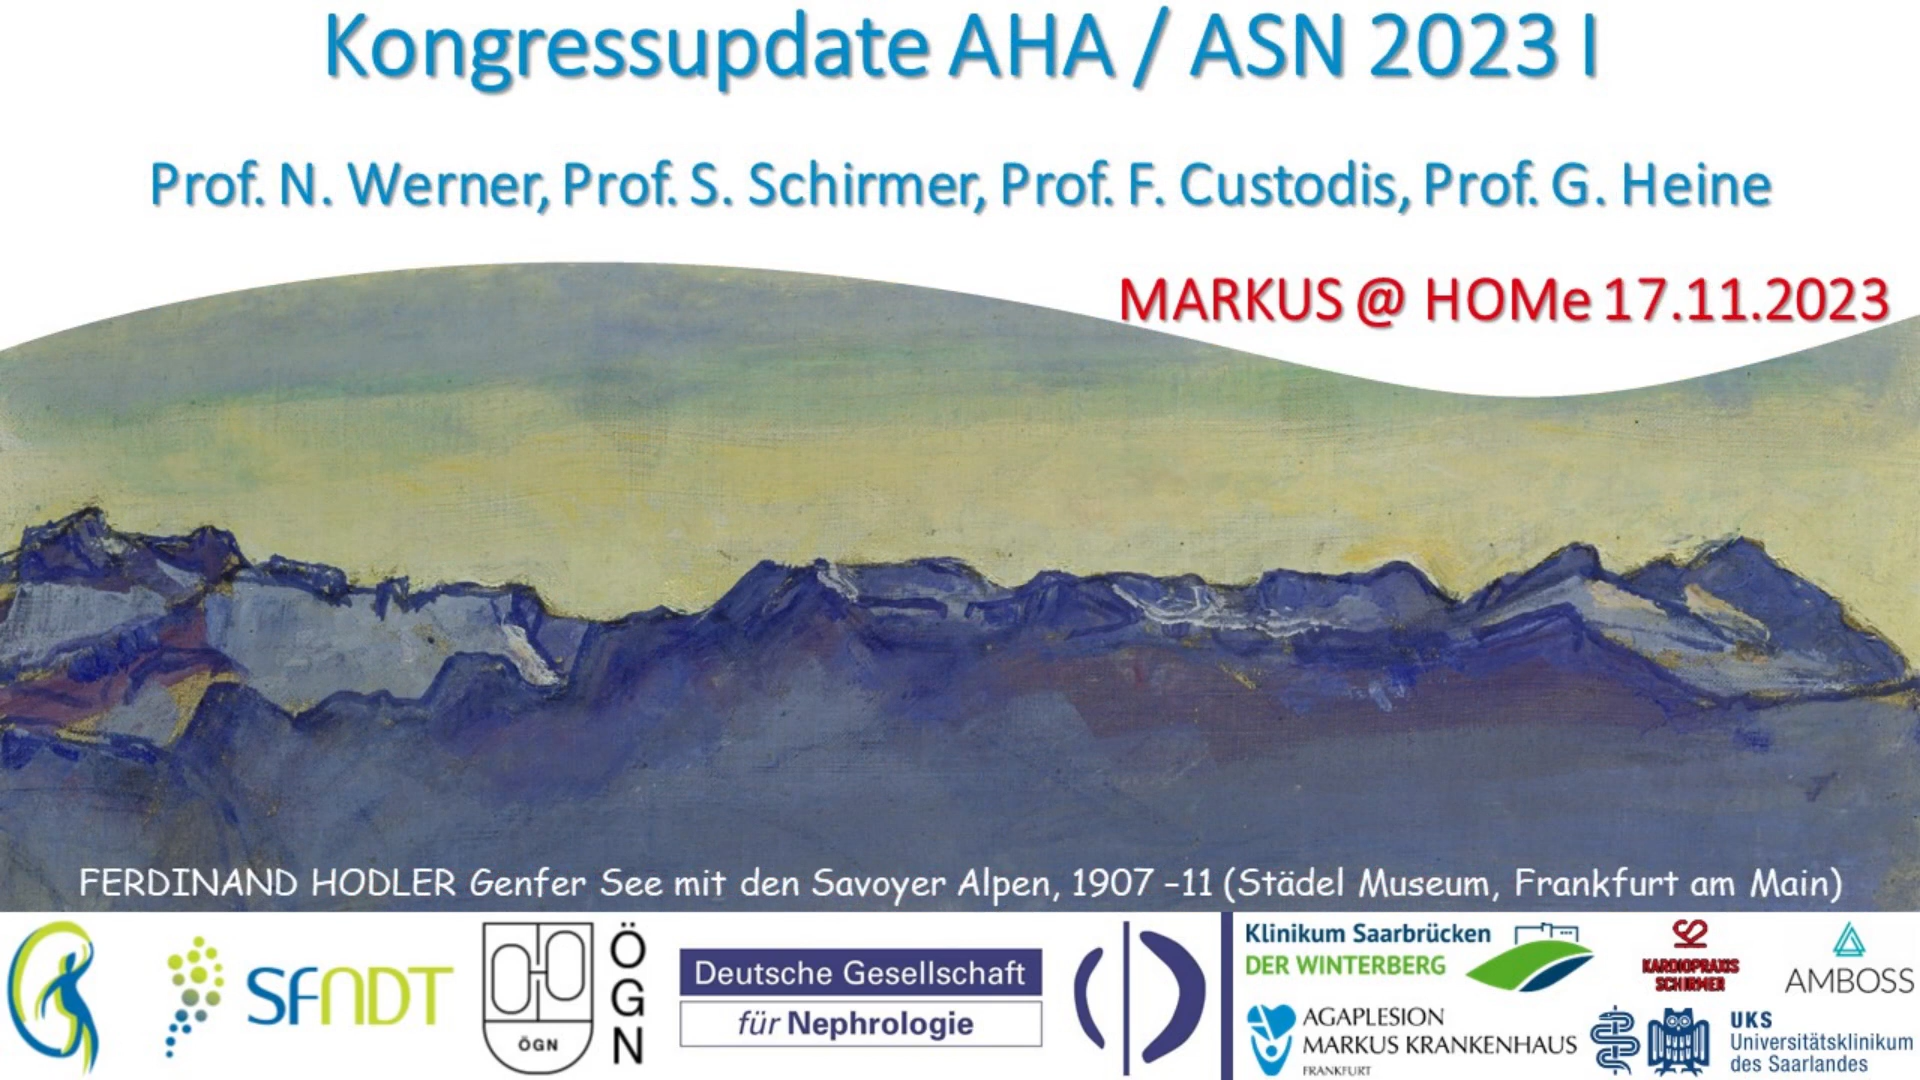 Kongressupdate AHA / ASN 2023 I
Prof. N. Werner, Prof. S. Schirmer, Prof. F. Custodis, Prof. G. Heine
MARKUS @ HOMe 17.11.2023
FERDINAND HODLER Genfer See mit den Savoyer Alpen, 1907 –11 (Städel Museum, Frankfurt am Main)
SFNDT
ÖGN
ÖGN
Deutsche Gesellschaft
für Nephrologie
Klinikum Saarbrücken
DER WINTERBERG
KARDIOPRAXIS
SCHIRMER
AMBOSS
AGAPLESION
MARKUS KRANKENHAUS
FRANKFURT
UKS
Universitätsklinikum
des Saarlandes